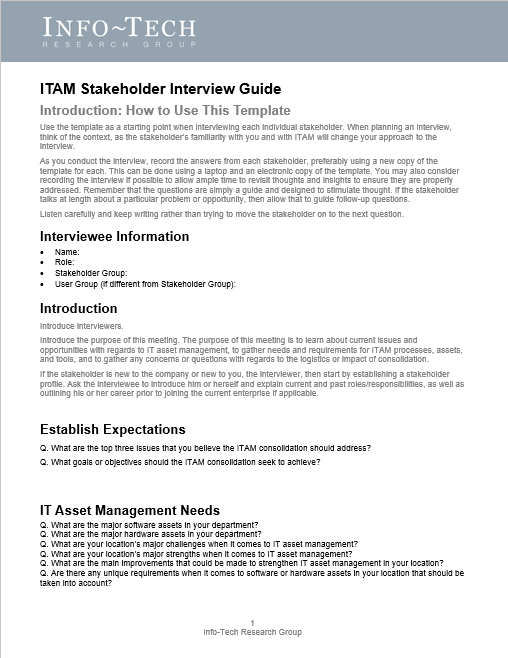 INFO~TECH
RESEARCH GROUP
ITAM Stakeholder Interview Guide
Introduction: How to Use This Template
Use the template as a starting point when interviewing each individual stakeholder. When planning an interview,
think of the context, as the stakeholder's familiarity with you and with ITAM will change your approach to the
interview.
As you conduct the interview, record the answers from each stakeholder, preferably using a new copy of the
template for each. This can be done using a laptop and an electronic copy of the template. You may also consider
recording the interview if possible to allow ample time to revisit thoughts and insights to ensure they are properly
addressed. Remember that the questions are simply a guide and designed to stimulate thought. If the stakeholder
talks at length about a particular problem or opportunity, then allow that to guide follow-up questions.
Listen carefully and keep writing rather than trying to move the stakeholder on to the next question.
Interviewee Information
• Name:
• Role:
• Stakeholder Group:
• User Group (if different from Stakeholder Group):
Introduction
Introduce interviewers.
Introduce the purpose of this meeting. The purpose of this meeting is to learn about current issues and
opportunities with regards to IT asset management, to gather needs and requirements for ITAM processes, assets,
and tools, and to gather any concerns or questions with regards to the logistics or impact of consolidation.
If the stakeholder is new to the company or new to you, the interviewer, then start by establishing a stakeholder
profile. Ask the interviewee to introduce him or herself and explain current and past roles/responsibilities, as well as
outlining his or her career prior to joining the current enterprise if applicable.
Establish Expectations
Q. What are the top three issues that you believe the ITAM consolidation should address?
Q. What goals or objectives should the ITAM consolidation seek to achieve?
IT Asset Management Needs
Q. What are the major software assets in your department?
Q. What are the major hardware assets in your department?
Q. What are your location's major challenges when it comes to IT asset management?
Q. What are your location's major strengths when it comes to IT asset management?
Q. What are the main improvements that could be made to strengthen IT asset management in your location?
Q. Are there any unique requirements when it comes to software or hardware assets in your location that should be
taken into account?
1
Info-Tech Research Group